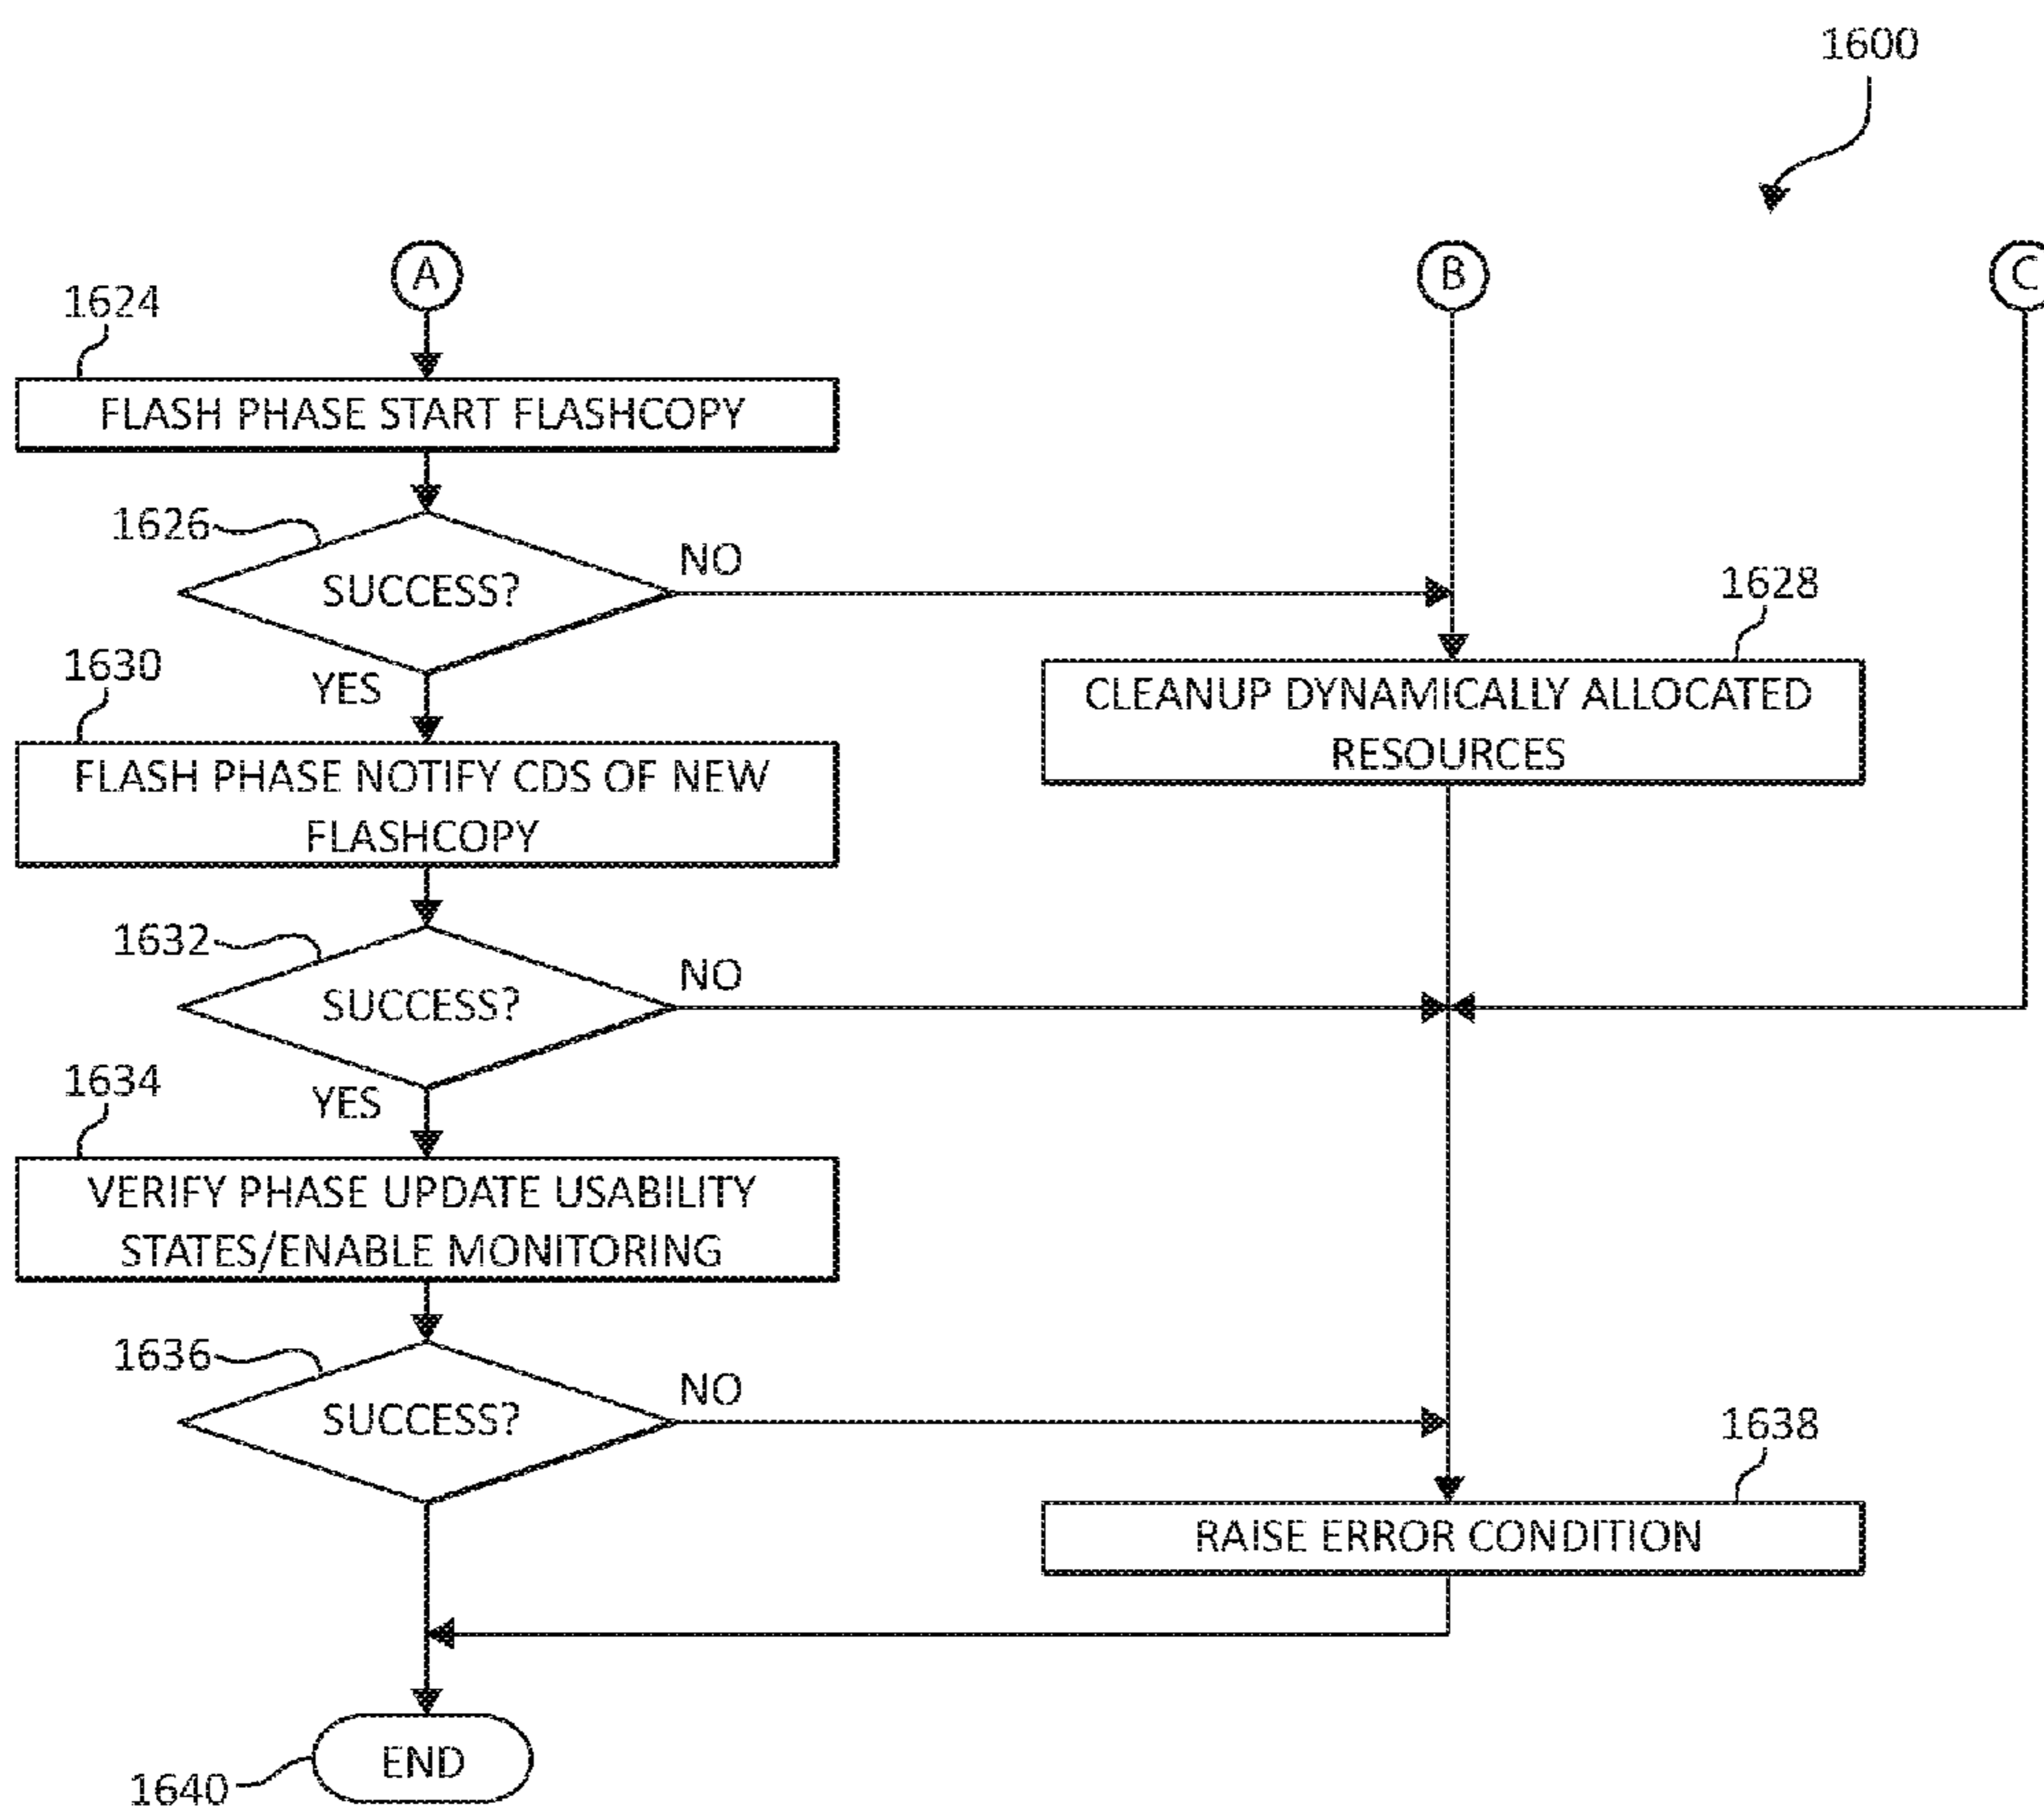 1600
A
B
C
1624
FLASH PHASE START FLASHCOPY
1626
SUCCESS?
NO
YES
1628
CLEANUP DYNAMICALLY ALLOCATED
RESOURCES
1630
FLASH PHASE NOTIFY CDS OF NEW
FLASHCOPY
1632
SUCCESS?
NO
YES
1634
VERIFY PHASE UPDATE USABILITY
STATES/ENABLE MONITORING
1636
SUCCESS?
NO
1638
RAISE ERROR CONDITION
END
1640